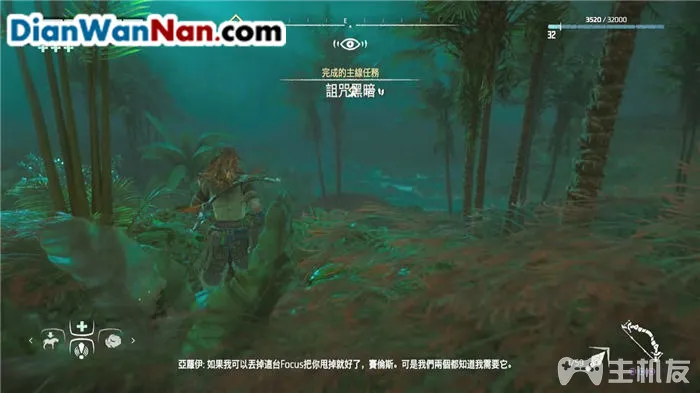 DianWanNan.com
E
3520 / 32000
32
完成的主線任務
詛咒黑暗
亞羅伊: 如果我可以丟掉這台Focus把你甩掉就好了，賽倫斯。可是我們兩個都知道我需要它。
主机友